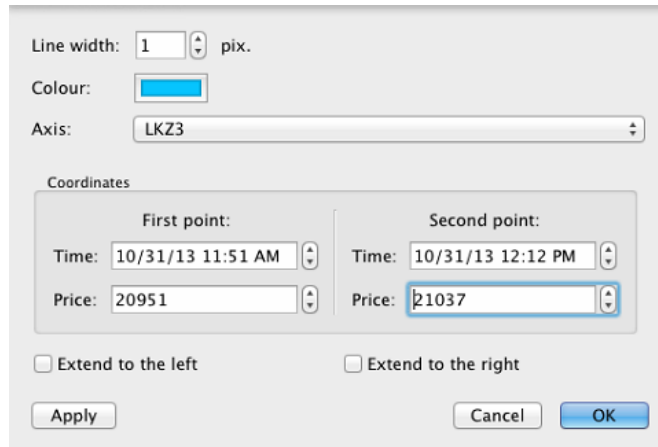 Line width: 1 pix.
Colour:
Axis: LKZ3
Coordinates
First point: Second point:
Time: 10/31/13 11:51 AM Time: 10/31/13 12:12 PM
Price: 20951 Price: 21037
Extend to the left Extend to the right
Apply Cancel OK